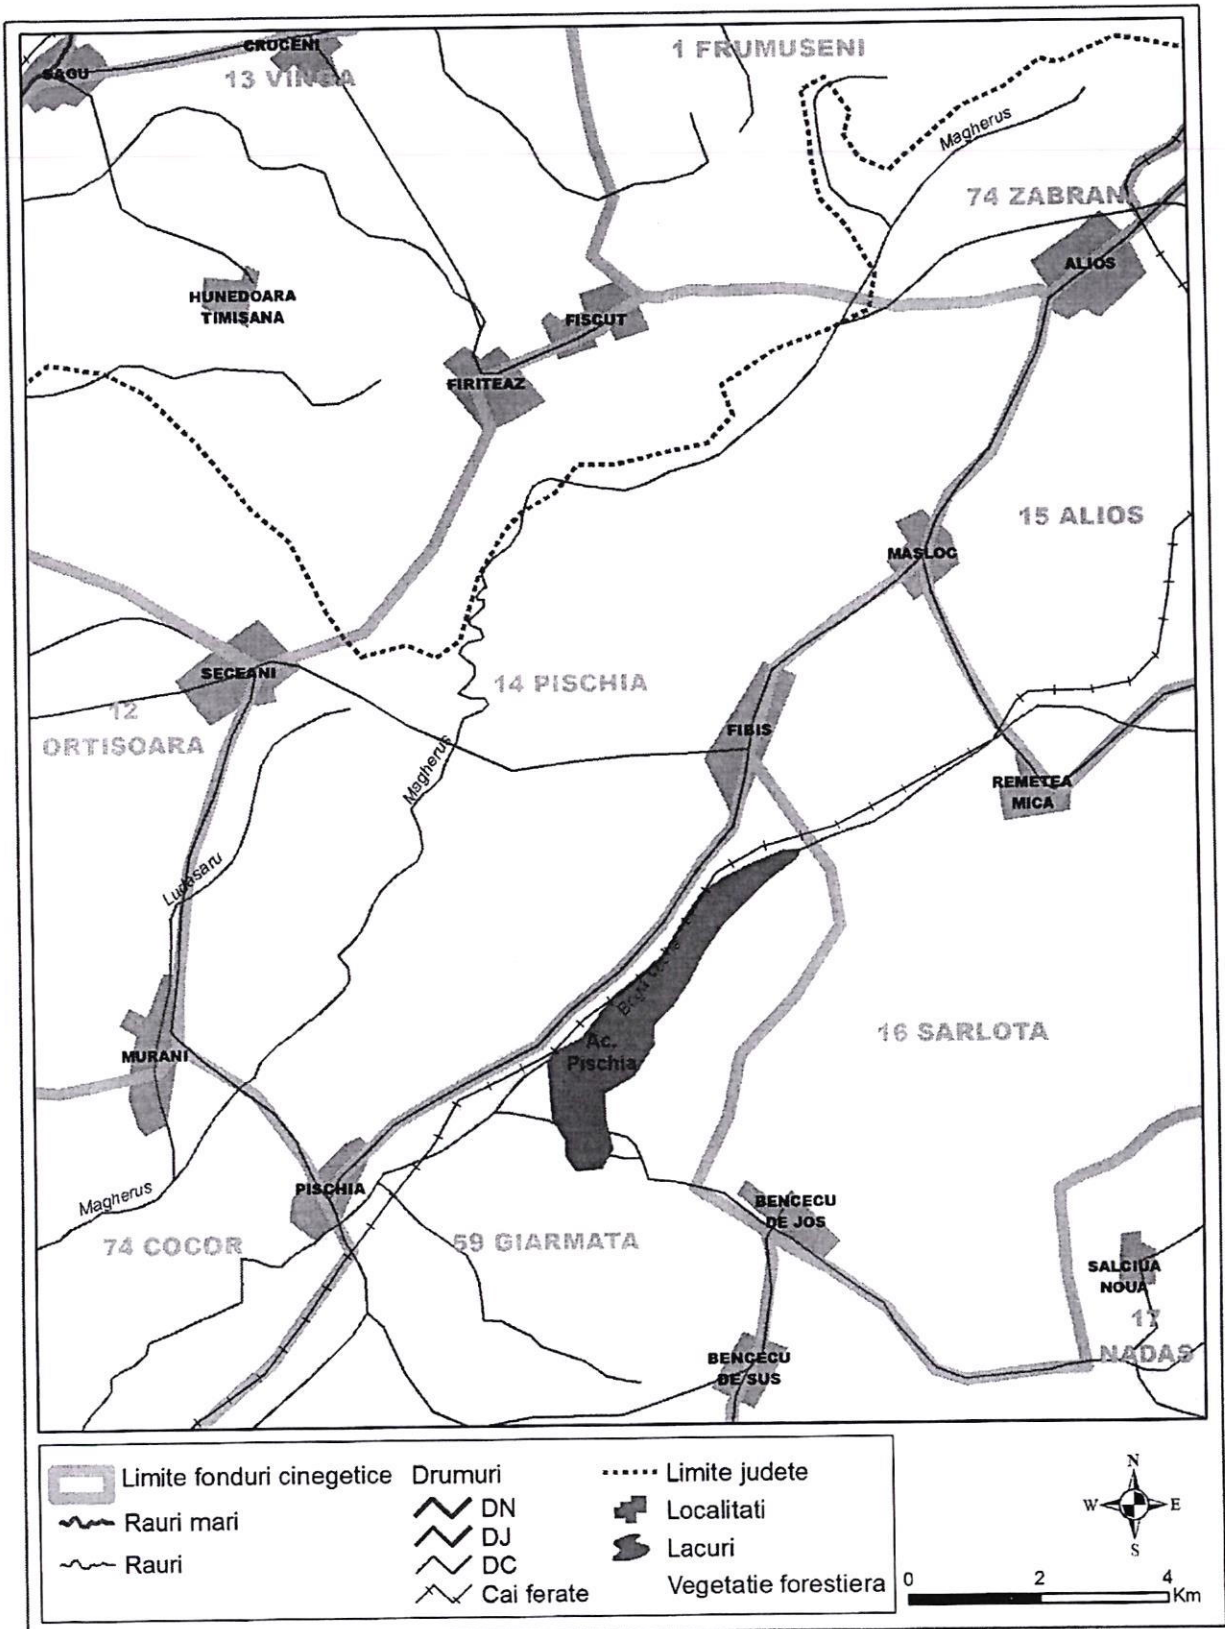 CRUCENI
1 FRUMUSENI
SAGU
13 VINGA
Magherus
74 ZABRANI
ALIOS
HUNEDOARA
TIMISANA
FISCUT
FIRITEAZ
15 ALIOS
MASLOC
SECEANI
14 PISCHIA
12
ORTISOARA
FIBIS
Magherus
REMETEA
MICA
Ludasaru
16 SARLOTA
Ac.
Pischia
MURANI
PISCHIA
Magherus
BENCECU
DE JOS
74 COCOR
59 GIARMATA
SALCIUA
NOUA
17
NADAS
BENCECU
DE SUS
Limite fonduri cinegetice
Rauri mari
Rauri
Drumuri
DN
DJ
DC
Cai ferate
Limite judete
Localitati
Lacuri
Vegetatie forestiera
N
W E
S
0 2 4
Km